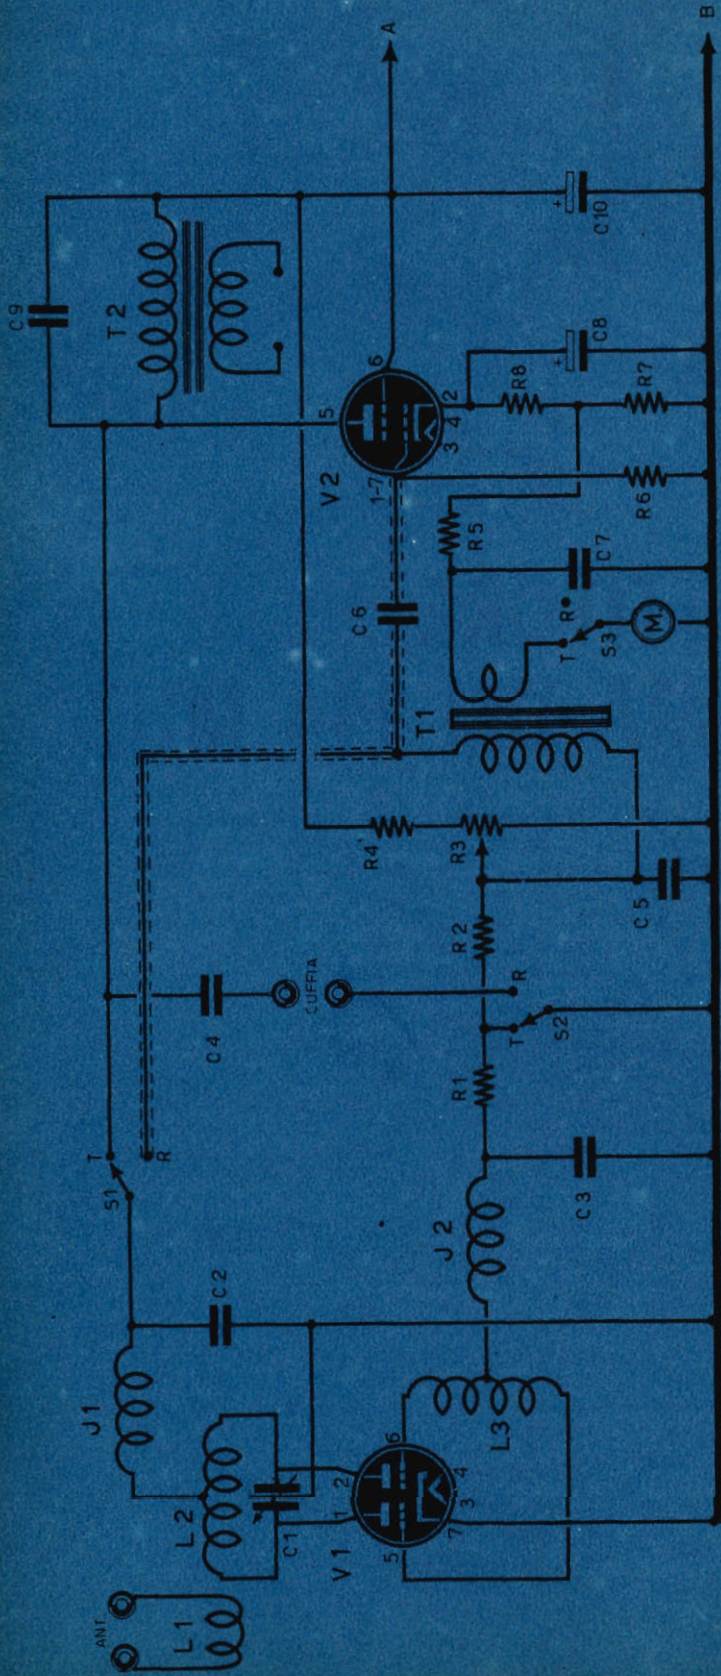 ANT
L1
L2
C1
V1
1
2
5
6
7
3
4
L3
J1
C2
S1
T
R
J2
C3
R1
T
S2
R
C4
CUFFIA
R2
R3
R4
C5
T1
T
R
S3
M
C6
C7
R5
R6
R7
R8
V2
1-7
5
6
3
4
2
C8
+
C10
+
T2
C9
A
B